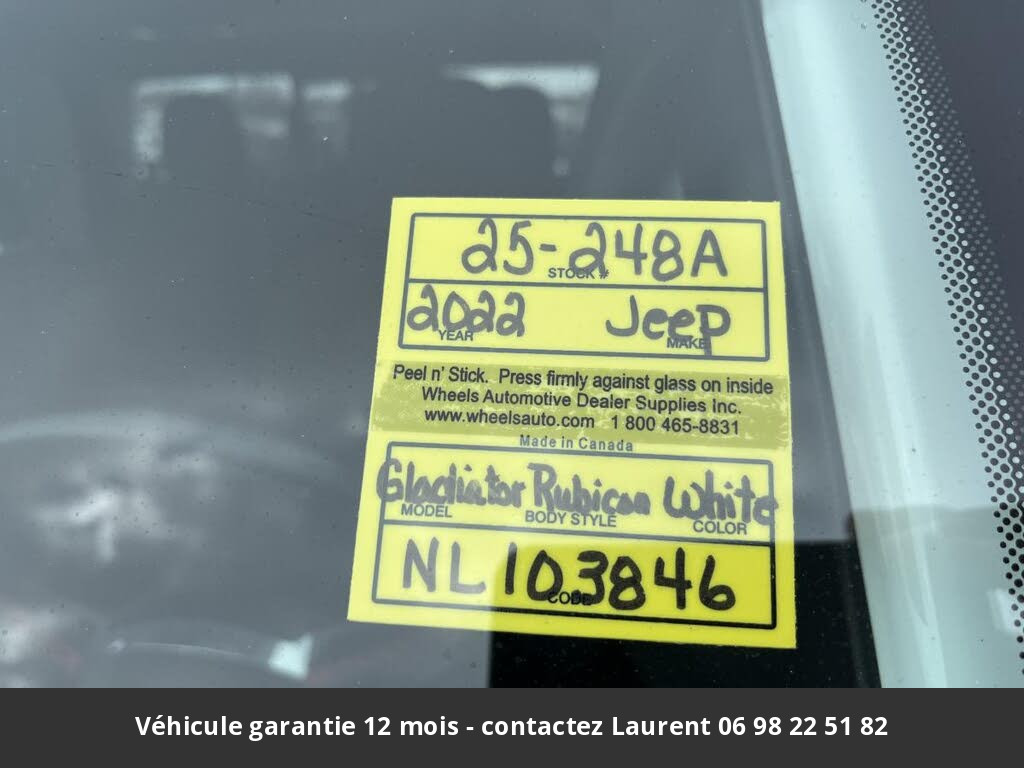 25-248A
STOCK #
2022 Jeep
YEAR MAKE
Peel n' Stick. Press firmly against glass on inside
Wheels Automotive Dealer Supplies Inc.
www.wheelsauto.com 1 800 465-8831
Made in Canada
Gladiator Rubicon White
MODEL BODY STYLE COLOR
NL103846
CODE
Véhicule garantie 12 mois - contactez Laurent 06 98 22 51 82